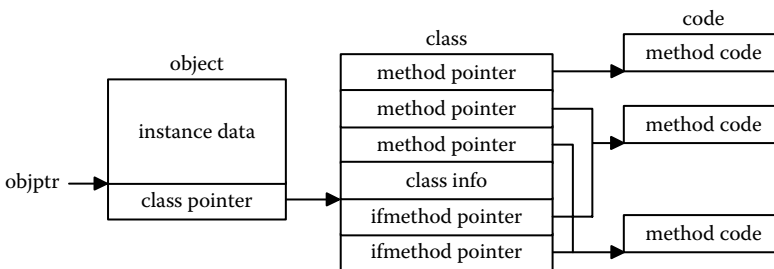 object
instance data
objptr
class pointer
class
method pointer
method pointer
method pointer
class info
ifmethod pointer
ifmethod pointer
code
method code
method code
method code